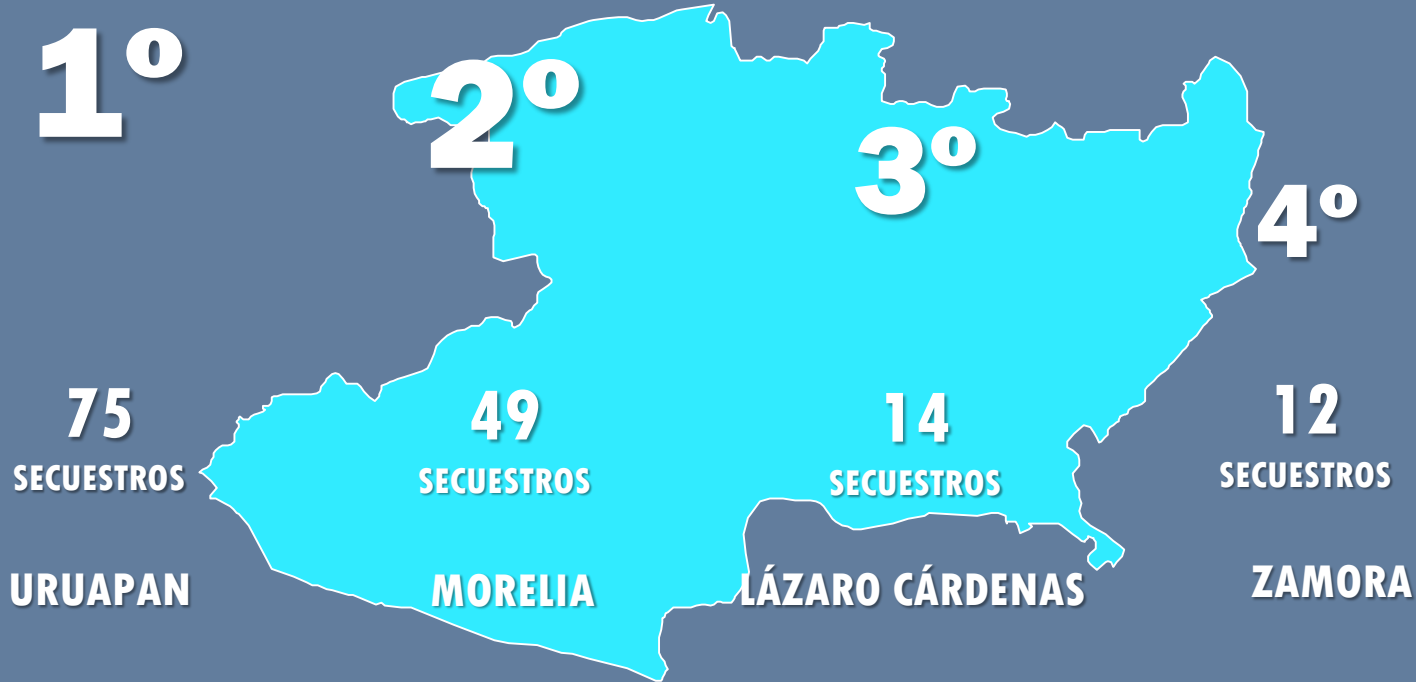 1º
75
SECUESTROS
URUAPAN
2º
49
SECUESTROS
MORELIA
3º
14
SECUESTROS
LÁZARO CÁRDENAS
4º
12
SECUESTROS
ZAMORA